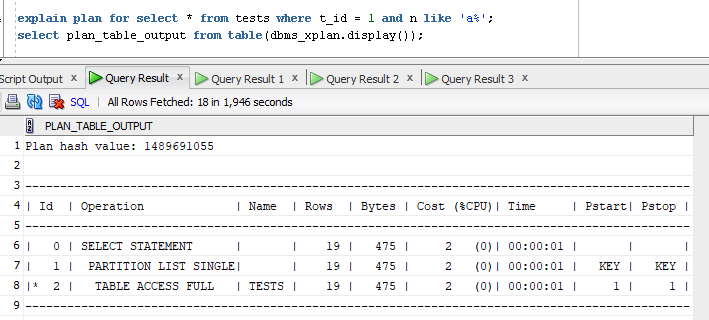 explain plan for select * from tests where t_id = 1 and n like 'a%';
select plan_table_output from table(dbms_xplan.display());
Script Output x Query Result x Query Result 1 x Query Result 2 x Query Result 3 x
SQL | All Rows Fetched: 18 in 1,946 seconds
PLAN_TABLE_OUTPUT
1 Plan hash value: 1489691055
2
3 ---------------------------------------------------------------------------------------------
4 | Id | Operation | Name | Rows | Bytes | Cost (%CPU)| Time | Pstart| Pstop |
5 ---------------------------------------------------------------------------------------------
6 | 0 | SELECT STATEMENT | | 19 | 475 | 2 (0)| 00:00:01 | | |
7 | 1 | PARTITION LIST SINGLE| | 19 | 475 | 2 (0)| 00:00:01 | KEY | KEY |
8 |* 2 | TABLE ACCESS FULL | TESTS | 19 | 475 | 2 (0)| 00:00:01 | 1 | 1 |
9 ---------------------------------------------------------------------------------------------